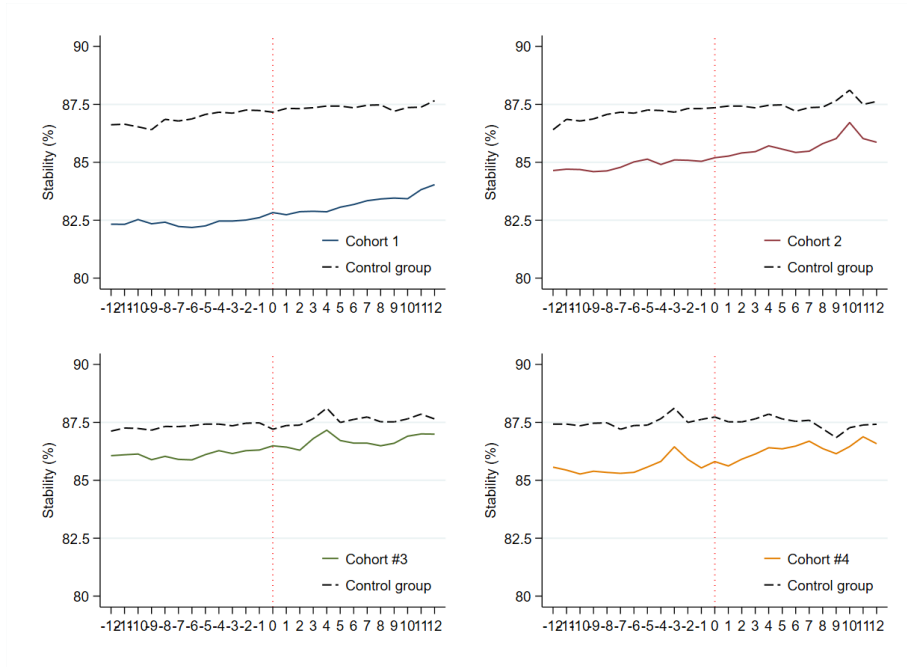 90
87.5
85
82.5
80
Stability (%)
Cohort 1
Control group
-12-11-10-9-8-7-6-5-4-3-2-1 0 1 2 3 4 5 6 7 8 9 10 11 12
90
87.5
85
82.5
80
Stability (%)
Cohort 2
Control group
-12-11-10-9-8-7-6-5-4-3-2-1 0 1 2 3 4 5 6 7 8 9 10 11 12
90
87.5
85
82.5
80
Stability (%)
Cohort #3
Control group
-12-11-10-9-8-7-6-5-4-3-2-1 0 1 2 3 4 5 6 7 8 9 10 11 12
90
87.5
85
82.5
80
Stability (%)
Cohort #4
Control group
-12-11-10-9-8-7-6-5-4-3-2-1 0 1 2 3 4 5 6 7 8 9 10 11 12